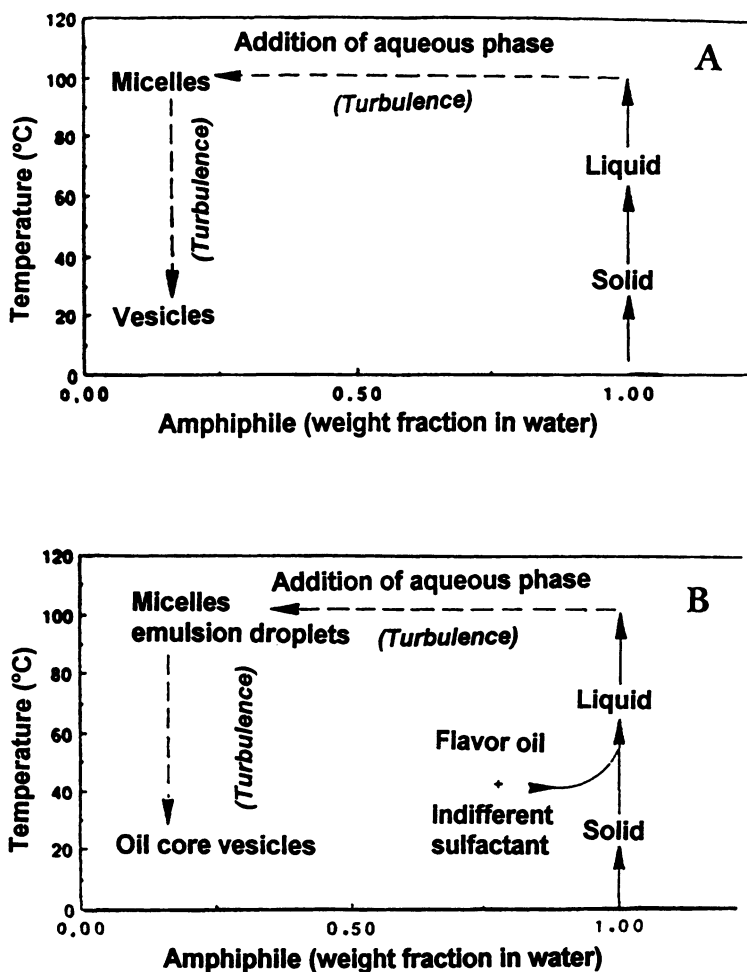 120
Addition of aqueous phase
A
100
Micelles
(Turbulence)
80
Liquid
(Turbulence)
60
Temperature (ºC)
40
Solid
20
Vesicles
0
0.00
0.50
1.00
Amphiphile (weight fraction in water)
120
Addition of aqueous phase
B
100
Micelles
emulsion droplets
(Turbulence)
80
Liquid
60
Flavor oil
(Turbulence)
Temperature (ºC)
40
+
Indifferent
sulfactant
Solid
20
Oil core vesicles
0
0.00
0.50
1.00
Amphiphile (weight fraction in water)